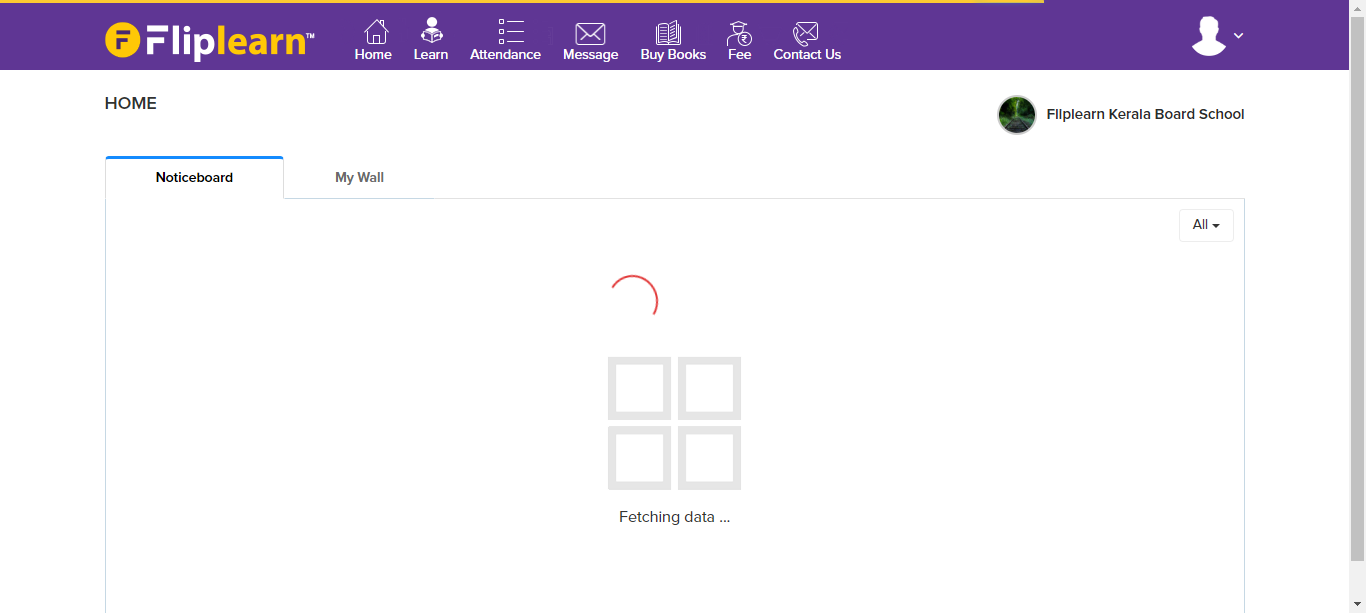 Fliplearn™
Home Learn Attendance Message Buy Books Fee Contact Us
HOME
Fliplearn Kerala Board School
Noticeboard My Wall
All
Fetching data ...